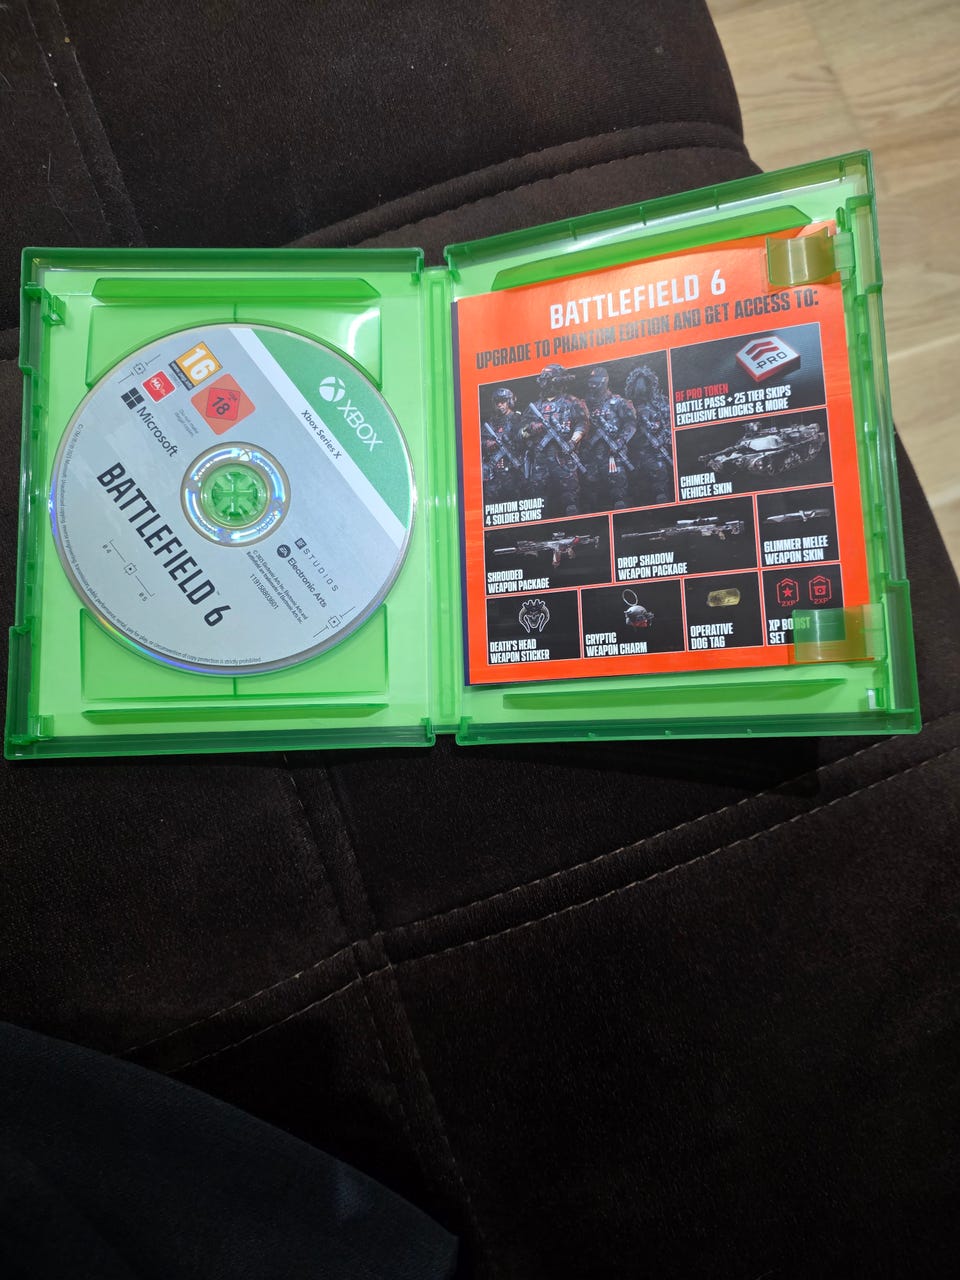 XBOX
Xbox Series X
16
18
Microsoft
BATTLEFIELD 6
STUDIOS
Electronic Arts
BATTLEFIELD 6
UPGRADE TO PHANTOM EDITION AND GET ACCESS TO:
PHANTOM SQUAD:
4 SOLDIER SKINS
PRO
BF PRO TOKEN
BATTLE PASS + 25 TIER SKIPS
EXCLUSIVE UNLOCKS & MORE
CHIMERA
VEHICLE SKIN
SHROUDED
WEAPON PACKAGE
DROP SHADOW
WEAPON PACKAGE
GLIMMER MELEE
WEAPON SKIN
DEATH'S HEAD
WEAPON STICKER
CRYPTIC
WEAPON CHARM
OPERATIVE
DOG TAG
2XP 2XP
XP BOOST
SET